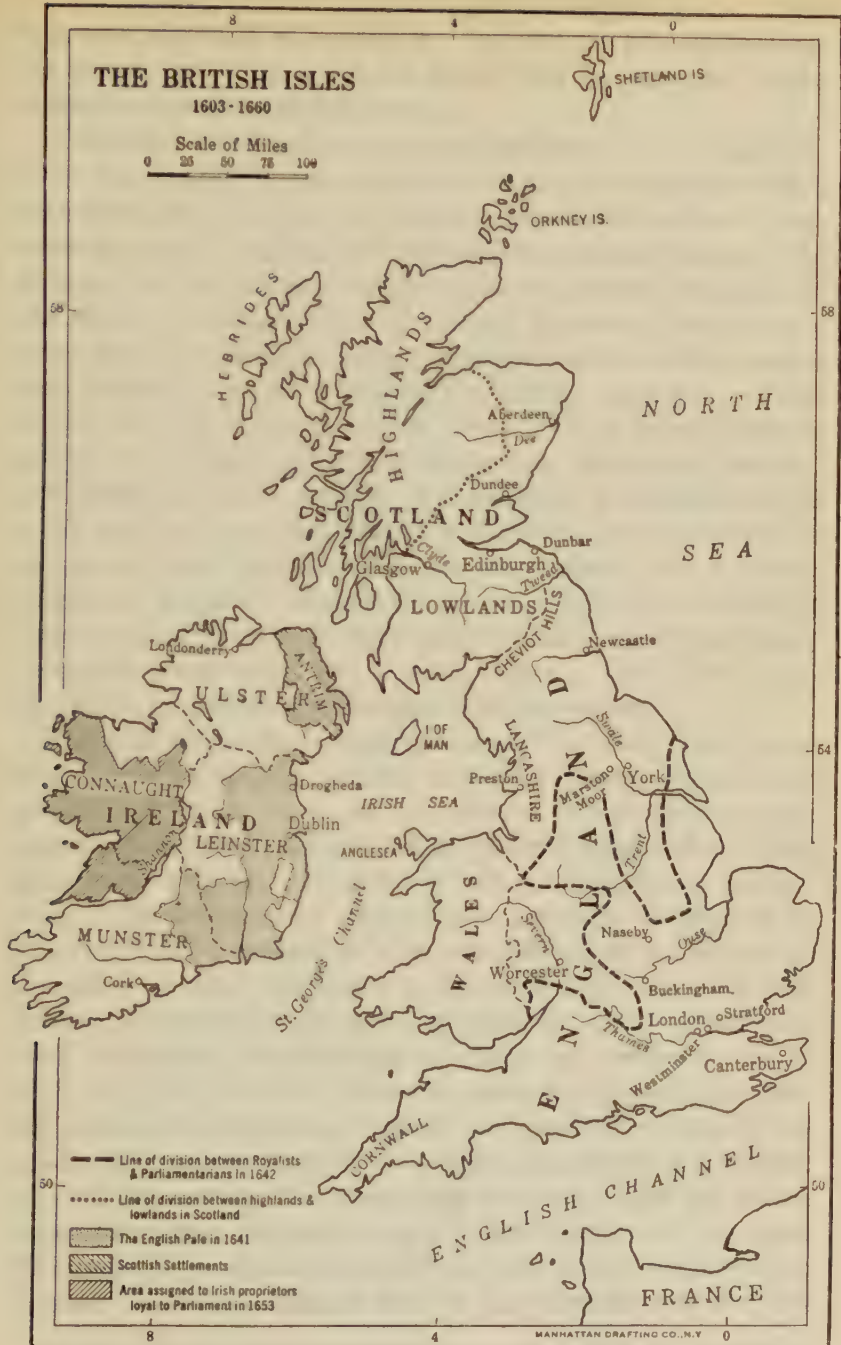 8 4 0
THE BRITISH ISLES
1603-1660
Scale of Miles
0 25 50 75 100
SHETLAND IS
ORKNEY IS.
HEBRIDES
58
58
HIGHLANDS
NORTH
SEA
Aberdeen
Dee
Dundee
SCOTLAND
Clyde
Glasgow
Edinburgh
Dunbar
Tweed
LOWLANDS
CHEVIOT HILLS
Newcastle
Londonderry
ANTRIM
ULSTER
I OF
MAN
LANCASHIRE
Swale
54
York
Preston
Marston
Moor
CONNAUGHT
Drogheda
IRISH SEA
IRELAND
Dublin
LEINSTER
Shannon
ANGLESEA
Trent
ENGLAND
WALES
Severn
Naseby
Ouse
MUNSTER
Worcester
Buckingham
Cork
St. George's Channel
London
Stratford
Thames
Westminster
Canterbury
CORNWALL
Line of division between Royalists
& Parliamentarians in 1642
50
50
Line of division between highlands &
lowlands in Scotland
The English Pale in 1641
Scottish Settlements
Area assigned to Irish proprietors
loyal to Parliament in 1653
ENGLISH CHANNEL
FRANCE
8 4 0
MANHATTAN DRAFTING CO., N.Y